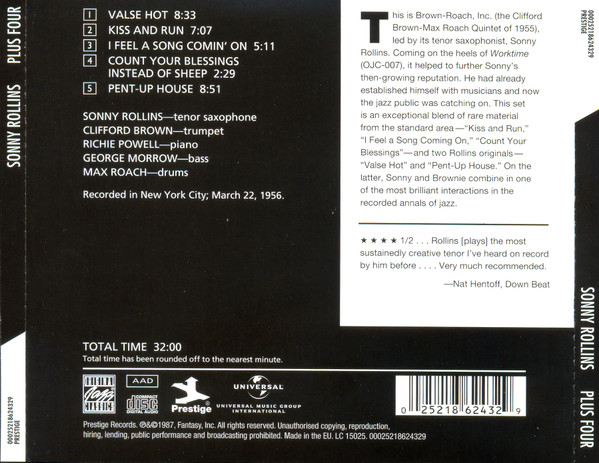 SONNY ROLLINS PLUS FOUR
00025218624329
PRESTIGE
1 VALSE HOT 8:33
2 KISS AND RUN 7:07
3 I FEEL A SONG COMIN' ON 5:11
4 COUNT YOUR BLESSINGS
INSTEAD OF SHEEP 2:29
5 PENT-UP HOUSE 8:51
SONNY ROLLINS—tenor saxophone
CLIFFORD BROWN—trumpet
RICHIE POWELL—piano
GEORGE MORROW—bass
MAX ROACH—drums
Recorded in New York City; March 22, 1956.
This is Brown-Roach, Inc. (the Clifford
Brown-Max Roach Quintet of 1955),
led by its tenor saxophonist, Sonny
Rollins. Coming on the heels of Worktime
(OJC-007), it helped to further Sonny's
then-growing reputation. He had already
established himself with musicians and now
the jazz public was catching on. This set
is an exceptional blend of rare material
from the standard area—"Kiss and Run,"
"I Feel a Song Coming On," "Count Your
Blessings"—and two Rollins originals—
"Valse Hot" and "Pent-Up House." On the
latter, Sonny and Brownie combine in one
of the most brilliant interactions in the
recorded annals of jazz.
★ ★ ★ ★ 1/2 . . . Rollins [plays] the most
sustainedly creative tenor I've heard on record
by him before . . . . Very much recommended.
—Nat Hentoff, Down Beat
TOTAL TIME 32:00
Total time has been rounded off to the nearest minute.
ORIGINAL
Jazz
CLASSICS
AAD
COMPACT
disc
DIGITAL AUDIO
Prestige
UNIVERSAL
UNIVERSAL MUSIC GROUP
INTERNATIONAL
0 25218 62432 9
Prestige Records. ℗&©1987, Fantasy, Inc. All rights reserved. Unauthorised copying, reproduction,
hiring, lending, public performance and broadcasting prohibited. Made in the EU. LC 15025. 00025218624329
00025218624329
PRESTIGE
SONNY ROLLINS PLUS FOUR